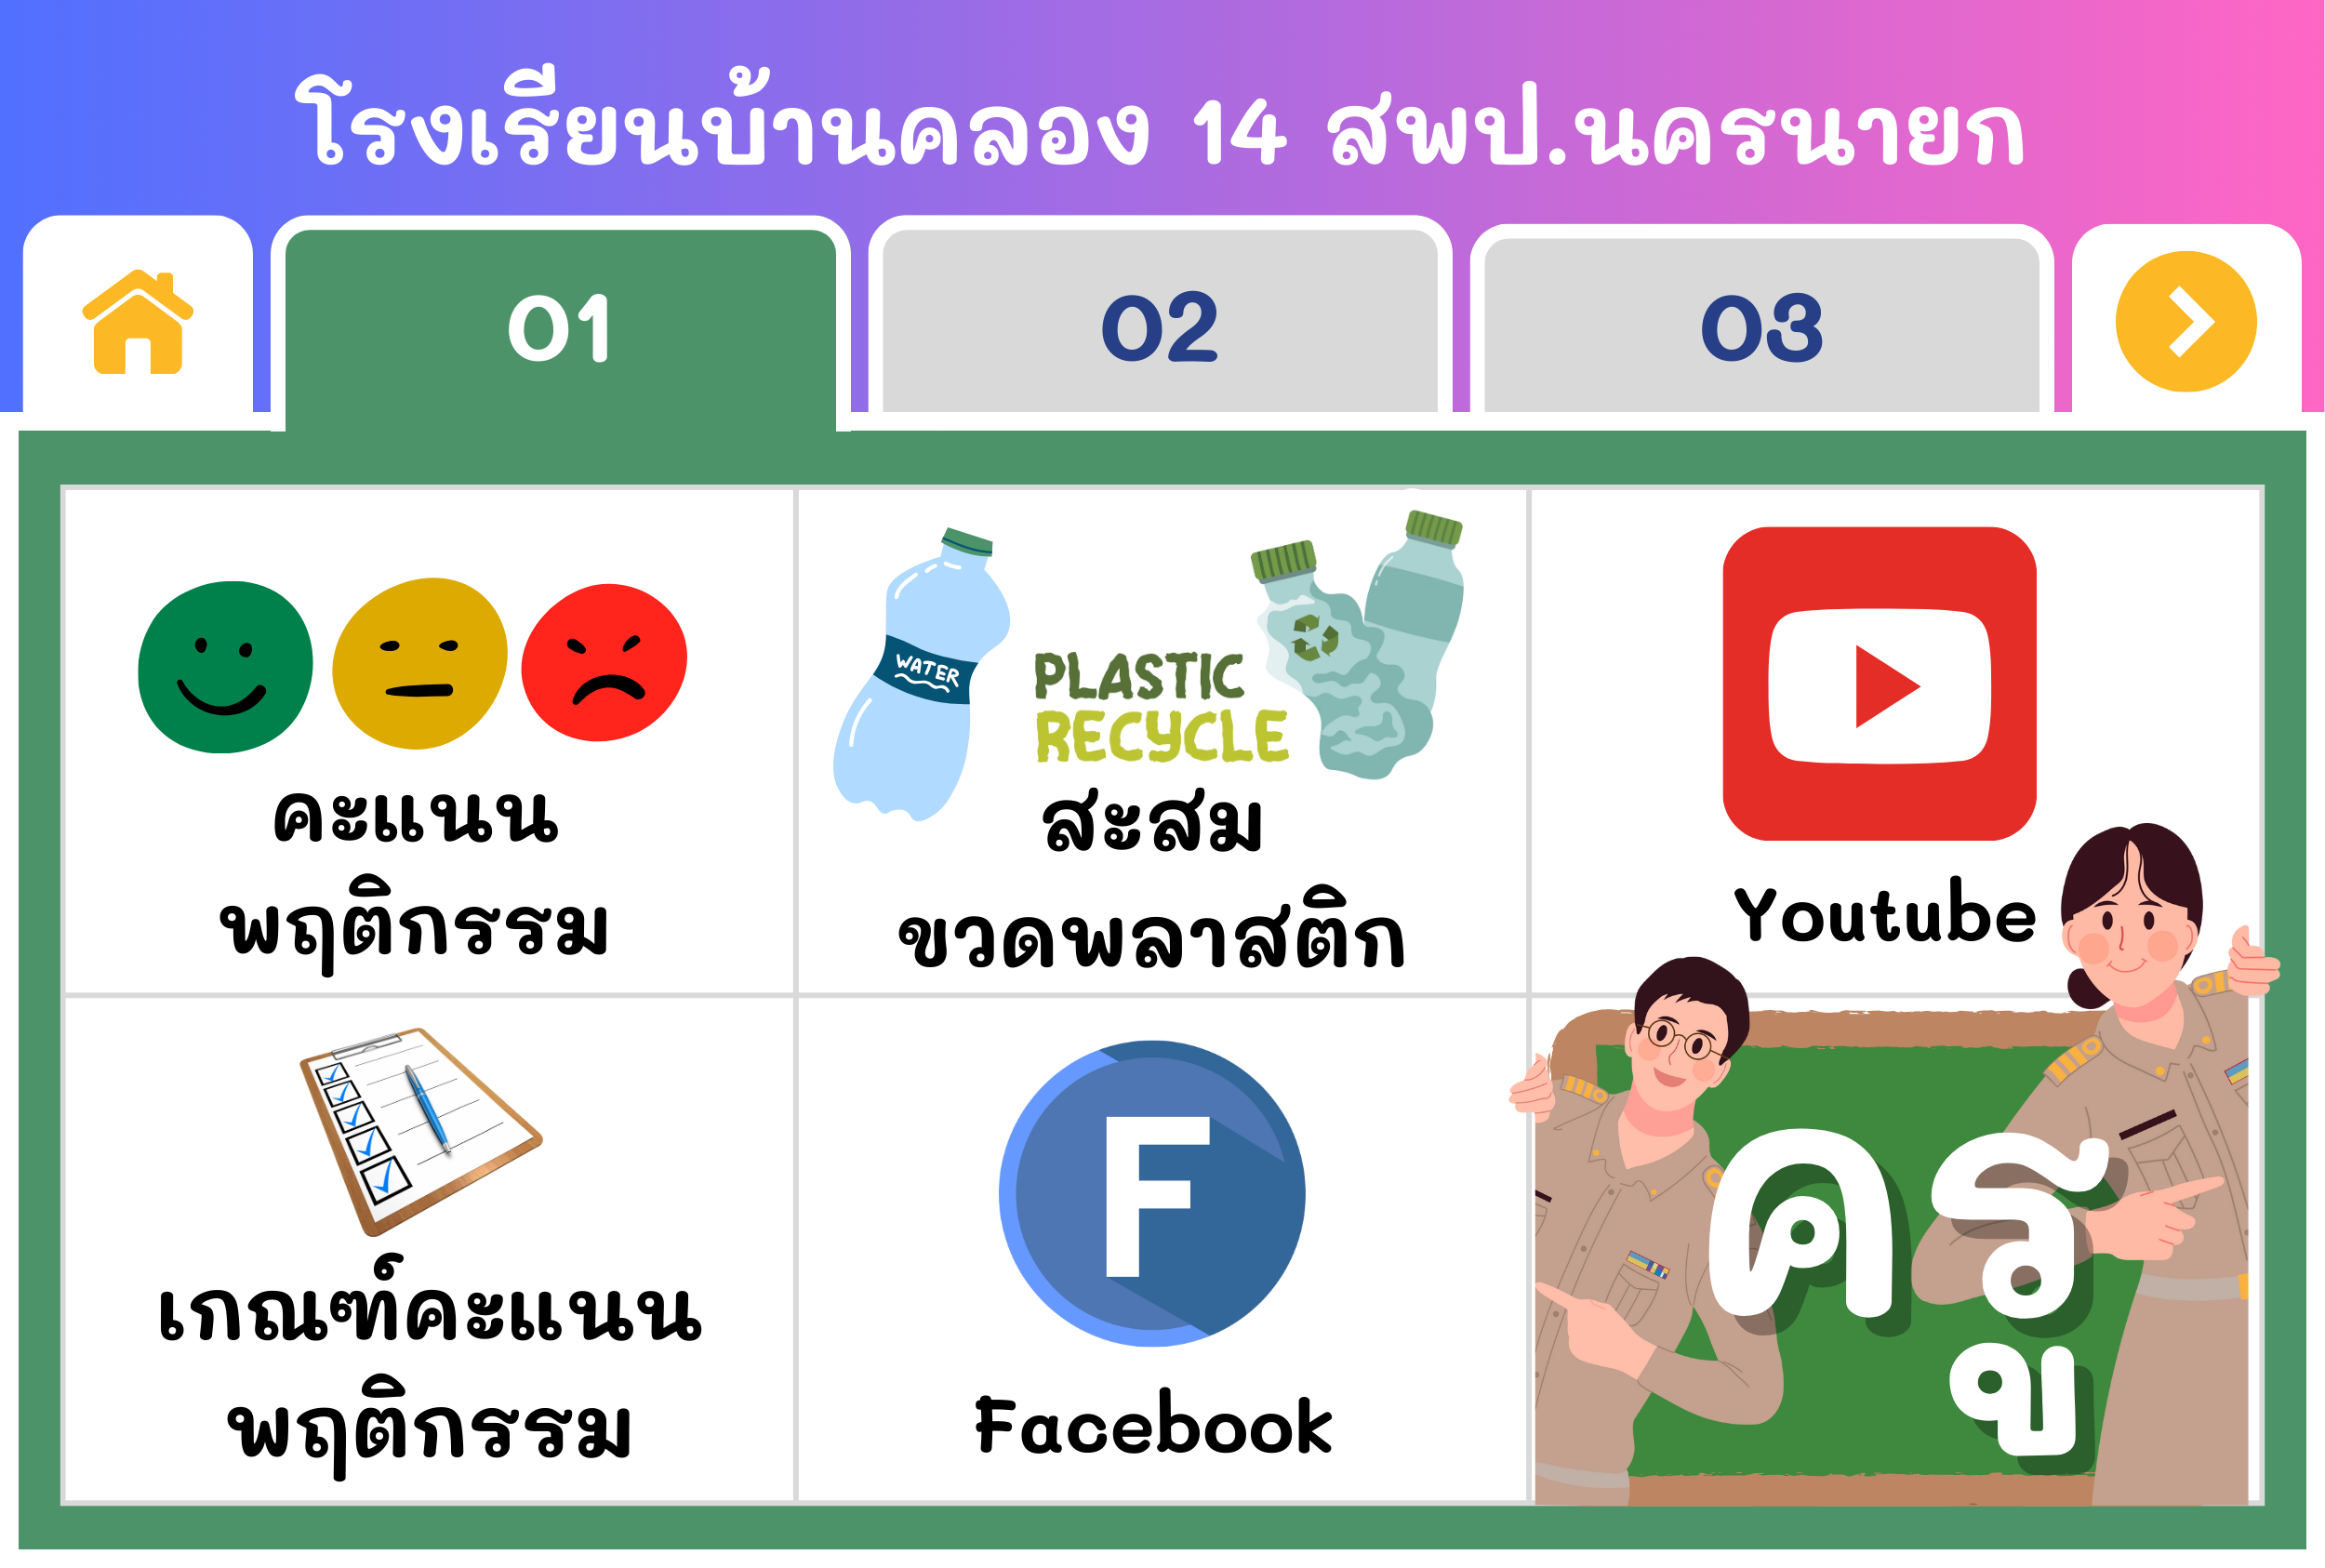 โรงเรียนบ้านคลอง 14 สพป.นครนายก
01
02
03
WATER
PLASTIC
RECYCLE
คะแนน
พฤติกรรม
สะสม
ขวดพลาสติก
Youtube
เกณฑ์คะแนน
พฤติกรรม
F
Facebook
ครู